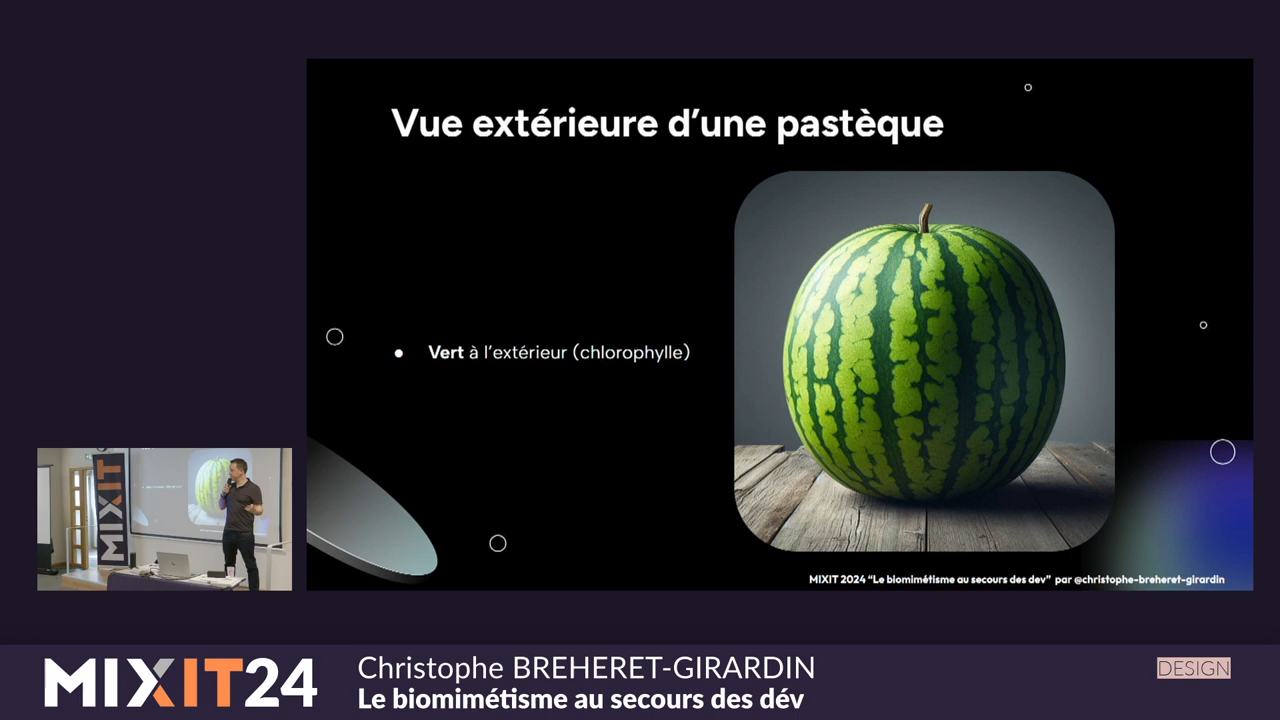 Vue extérieure d’une pastèque
● Vert à l’extérieur (chlorophylle)
MIXIT 2024 “Le biomimétisme au secours des dev” par @christophe-breheret-girardin
MIXIT
MIXIT24
Christophe BREHERET-GIRARDIN
Le biomimétisme au secours des dév
DESIGN